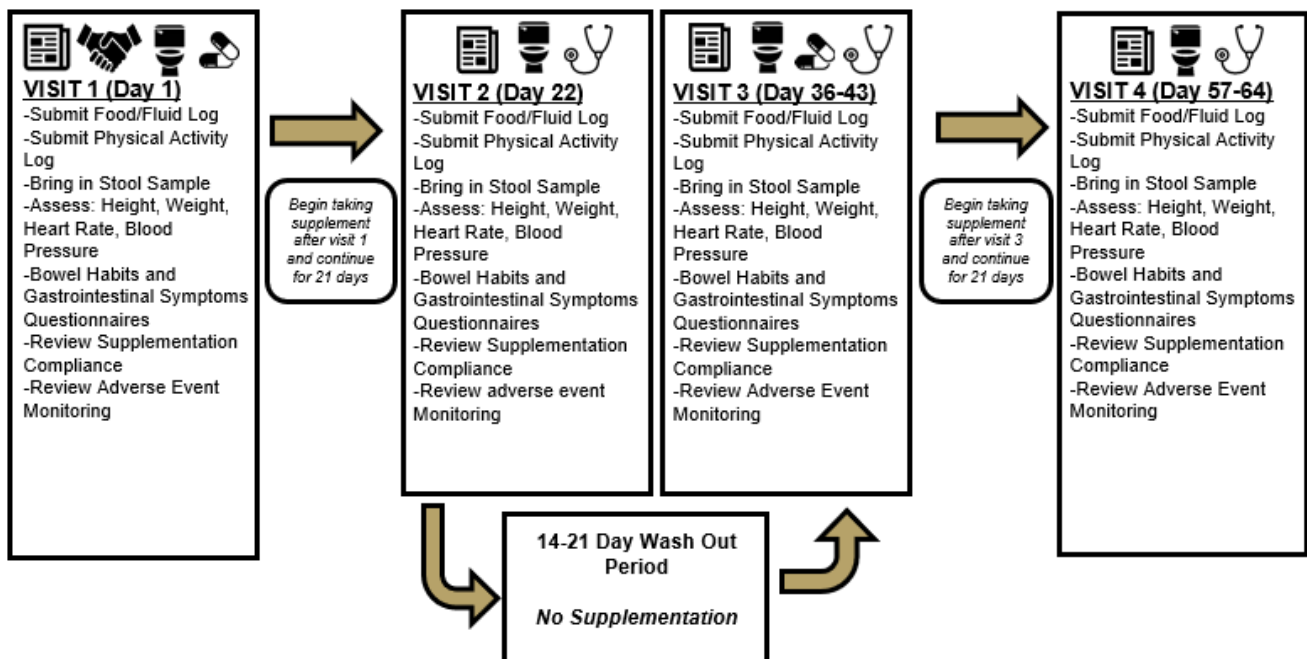 VISIT 1 (Day 1)
-Submit Food/Fluid Log
-Submit Physical Activity
Log
-Bring in Stool Sample
-Assess: Height, Weight,
Heart Rate, Blood
Pressure
-Bowel Habits and
Gastrointestinal Symptoms
Questionnaires
-Review Supplementation
Compliance
-Review Adverse Event
Monitoring
Begin taking
supplement
after visit 1
and continue
for 21 days
VISIT 2 (Day 22)
-Submit Food/Fluid Log
-Submit Physical Activity
Log
-Bring in Stool Sample
-Assess: Height, Weight,
Heart Rate, Blood
Pressure
-Bowel Habits and
Gastrointestinal Symptoms
Questionnaires
-Review Supplementation
Compliance
-Review adverse event
Monitoring
14-21 Day Wash Out
Period
No Supplementation
VISIT 3 (Day 36-43)
-Submit Food/Fluid Log
-Submit Physical Activity
Log
-Bring in Stool Sample
-Assess: Height, Weight,
Heart Rate, Blood
Pressure
-Bowel Habits and
Gastrointestinal Symptoms
Questionnaires
-Review Supplementation
Compliance
-Review Adverse Event
Monitoring
Begin taking
supplement
after visit 3
and continue
for 21 days
VISIT 4 (Day 57-64)
-Submit Food/Fluid Log
-Submit Physical Activity
Log
-Bring in Stool Sample
-Assess: Height, Weight,
Heart Rate, Blood
Pressure
-Bowel Habits and
Gastrointestinal Symptoms
Questionnaires
-Review Supplementation
Compliance
-Review Adverse Event
Monitoring